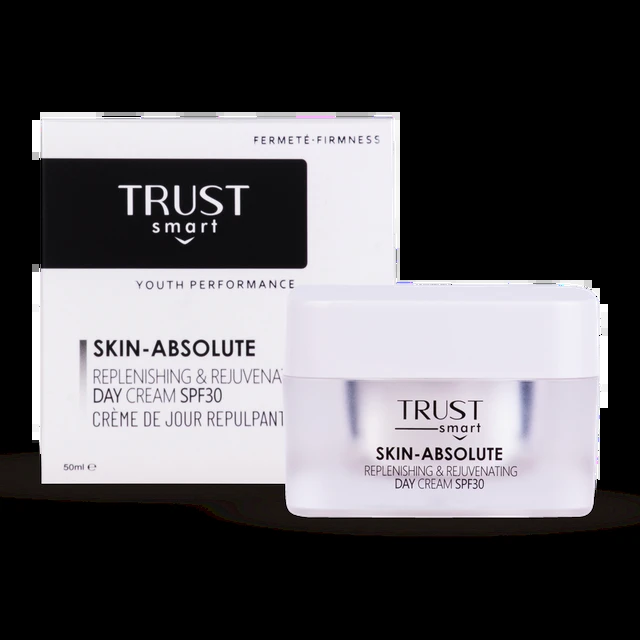 FERMETÉ-FIRMNESS
TRUST
smart
YOUTH PERFORMANCE
SKIN-ABSOLUTE
REPLENISHING & REJUVENAT
DAY CREAM SPF30
CRÈME DE JOUR REPULPANT
50ml e
TRUST
smart
SKIN-ABSOLUTE
REPLENISHING & REJUVENATING
DAY CREAM SPF30